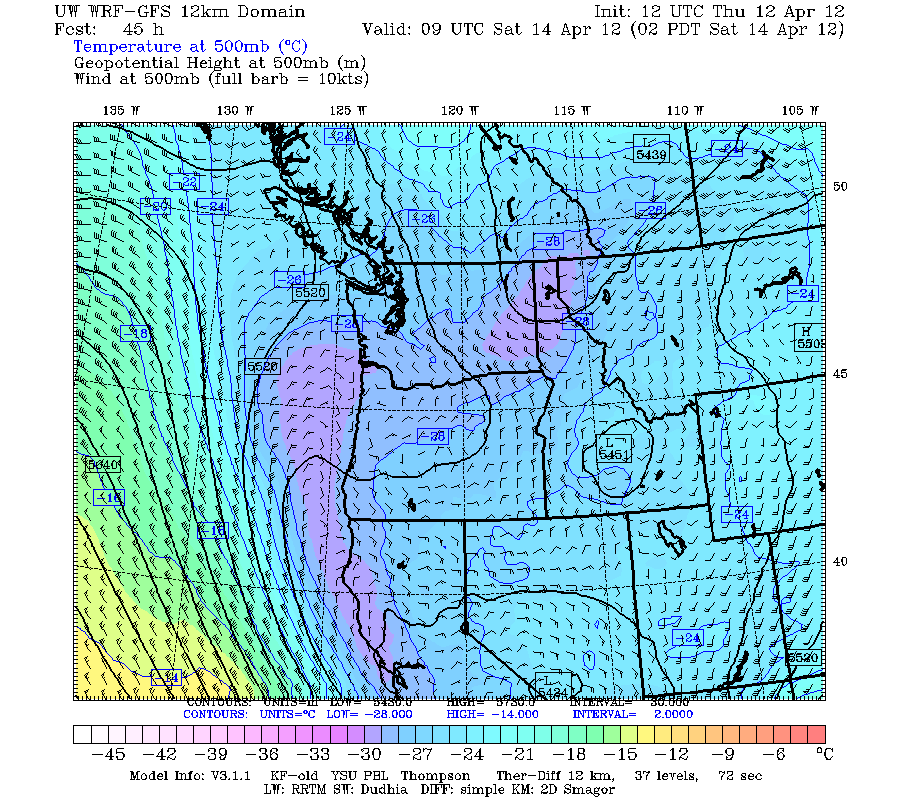 UW WRF-GFS 12km Domain Init: 12 UTC Thu 12 Apr 12
Fcst: 45 h Valid: 09 UTC Sat 14 Apr 12 (02 PDT Sat 14 Apr 12)
Temperature at 500mb (°C)
Geopotential Height at 500mb (m)
Wind at 500mb (full barb = 10kts)
135 W 130 W 125 W 120 W 115 W 110 W 105 W
-24 L
5439 -24
-22
50
-20 -24 -28 -26
-28
-26
5520 -24
-28 -28
-18 H
5520
45
-28 L
5451
5640
-16
-24
-18
40
-24
5520
-14 L
5424
CONTOURS: UNITS=m LOW= 5430.0 HIGH= 5730.0 INTERVAL= 30.000
CONTOURS: UNITS=°C LOW= -28.000 HIGH= -14.000 INTERVAL= 2.0000
-45 -42 -39 -36 -33 -30 -27 -24 -21 -18 -15 -12 -9 -6 °C
Model Info: V3.1.1 KF-old YSU PBL Thompson Ther-Diff 12 km, 37 levels, 72 sec
LW: RRTM SW: Dudhia DIFF: simple KM: 2D Smagor